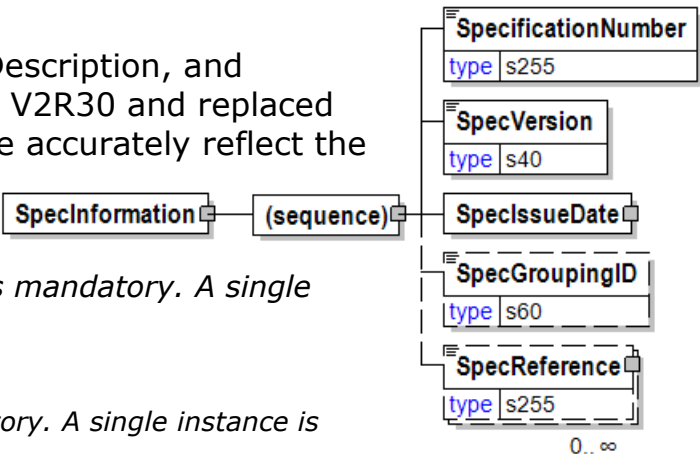 SpecificationNumber
type s255
Description, and
V2R30 and replaced
SpecVersion
type s40
e accurately reflect the
SpecInformation
(sequence)
SpecIssueDate
SpecGroupingID
type s60
s mandatory. A single
SpecReference
type s255
tory. A single instance is
0.. ∞